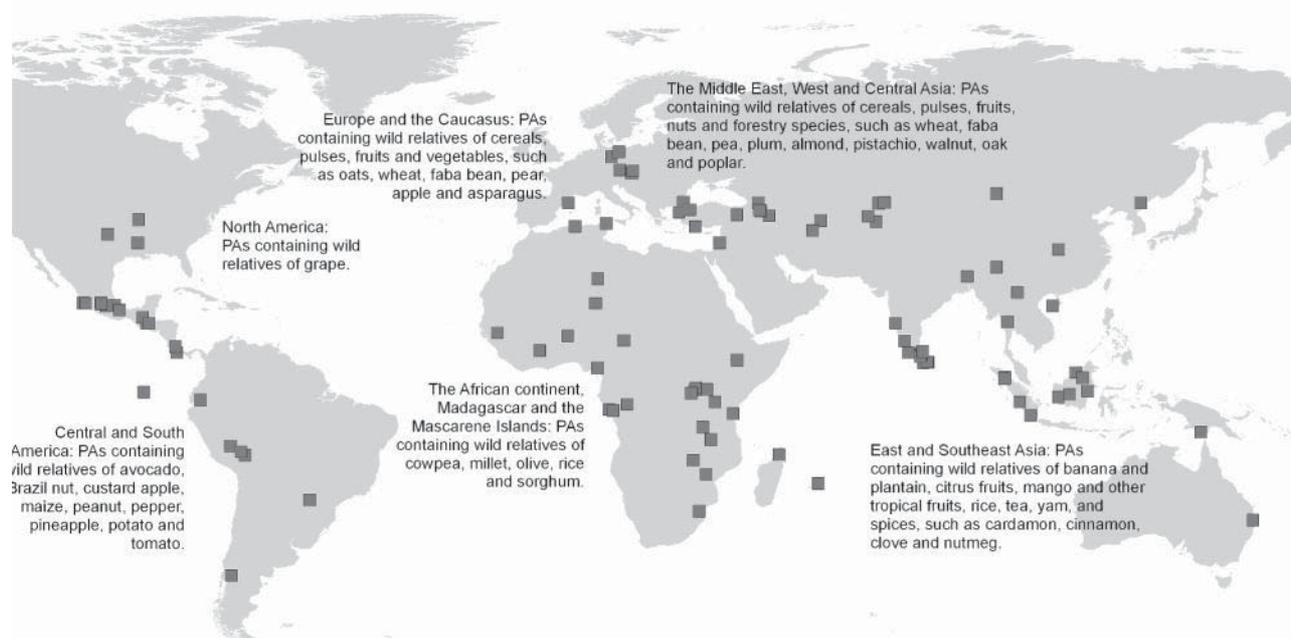 The Middle East, West and Central Asia: PAs
containing wild relatives of cereals, pulses, fruits,
nuts and forestry species, such as wheat, faba
bean, pea, plum, almond, pistachio, walnut, oak
and poplar.
Europe and the Caucasus: PAs
containing wild relatives of cereals,
pulses, fruits and vegetables, such
as oats, wheat, faba bean, pear,
apple and asparagus.
North America:
PAs containing wild
relatives of grape.
The African continent,
Madagascar and the
Mascarene Islands: PAs
containing wild relatives of
cowpea, millet, olive, rice
and sorghum.
Central and South
America: PAs containing
wild relatives of avocado,
Brazil nut, custard apple,
maize, peanut, pepper,
pineapple, potato and
tomato.
East and Southeast Asia: PAs
containing wild relatives of banana and
plantain, citrus fruits, mango and other
tropical fruits, rice, tea, yam, and
spices, such as cardamon, cinnamon,
clove and nutmeg.